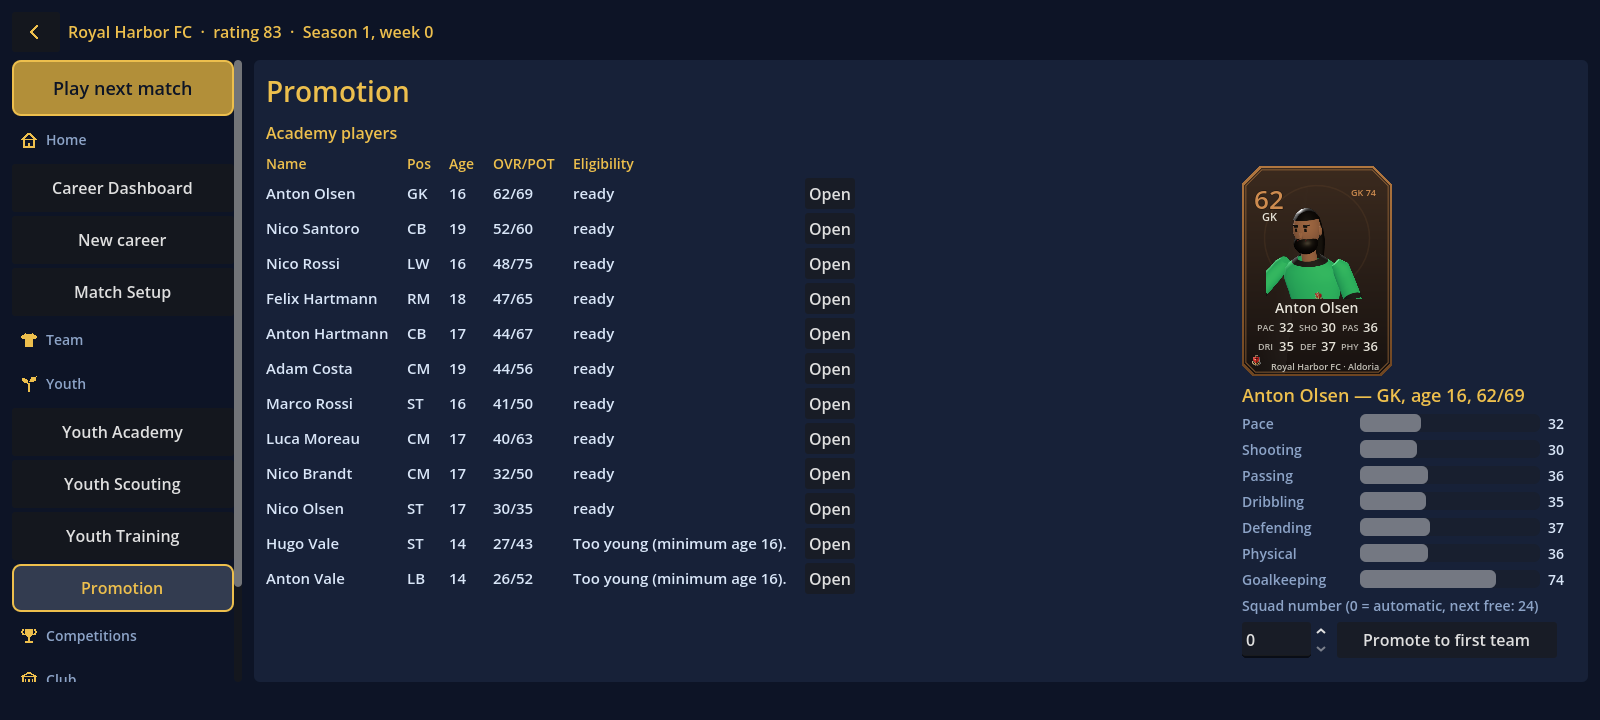 Royal Harbor FC · rating 83 · Season 1, week 0
Play next match
Home
Career Dashboard
New career
Match Setup
Team
Youth
Youth Academy
Youth Scouting
Youth Training
Promotion
Competitions
Club
Promotion
Academy players
Name Pos Age OVR/POT Eligibility
Anton Olsen GK 16 62/69 ready Open
Nico Santoro CB 19 52/60 ready Open
Nico Rossi LW 16 48/75 ready Open
Felix Hartmann RM 18 47/65 ready Open
Anton Hartmann CB 17 44/67 ready Open
Adam Costa CM 19 44/56 ready Open
Marco Rossi ST 16 41/50 ready Open
Luca Moreau CM 17 40/63 ready Open
Nico Brandt CM 17 32/50 ready Open
Nico Olsen ST 17 30/35 ready Open
Hugo Vale ST 14 27/43 Too young (minimum age 16). Open
Anton Vale LB 14 26/52 Too young (minimum age 16). Open
62 GK 74
GK
Anton Olsen
PAC 32 SHO 30 PAS 36
DRI 35 DEF 37 PHY 36
Royal Harbor FC · Aldoria
Anton Olsen — GK, age 16, 62/69
Pace 32
Shooting 30
Passing 36
Dribbling 35
Defending 37
Physical 36
Goalkeeping 74
Squad number (0 = automatic, next free: 24)
0 Promote to first team